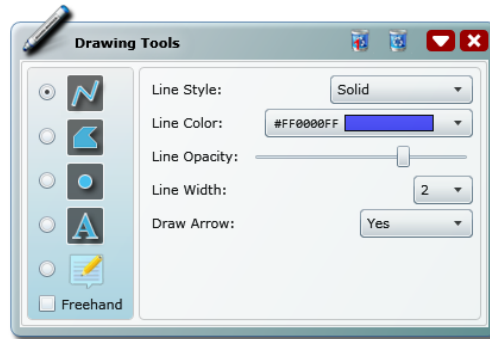 Drawing Tools
Line Style: Solid
Line Color: #FF0000FF
Line Opacity:
Line Width: 2
Draw Arrow: Yes
A
Freehand